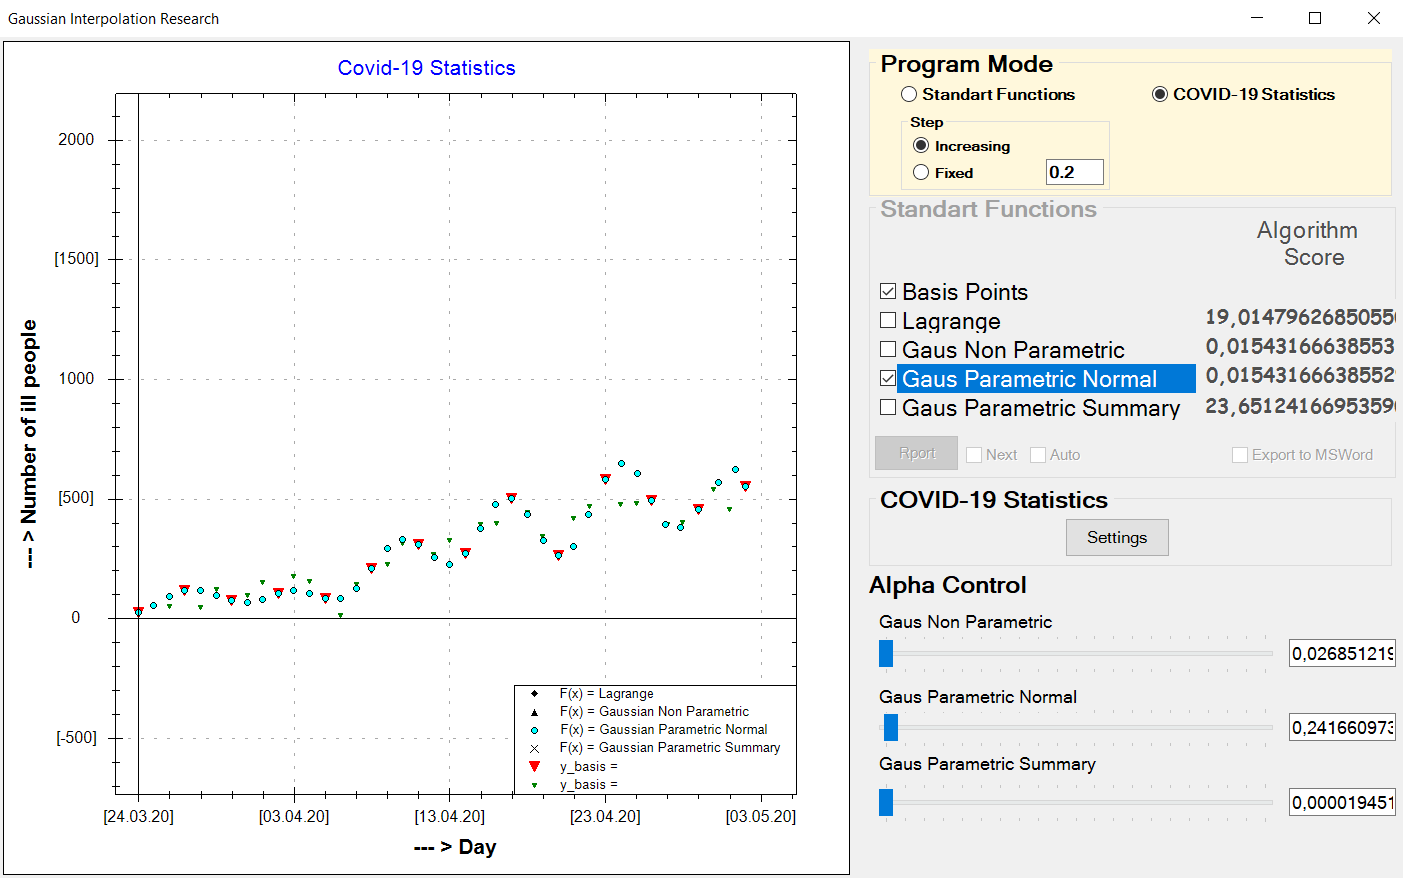 Gaussian Interpolation Research
Covid-19 Statistics
2000
[1500]
1000
[500]
0
[-500]
--- > Number of ill people
[24.03.20] [03.04.20] [13.04.20] [23.04.20] [03.05.20]
--- > Day
F(x) = Lagrange
F(x) = Gaussian Non Parametric
F(x) = Gaussian Parametric Normal
F(x) = Gaussian Parametric Summary
y_basis =
y_basis =
Program Mode
Standart Functions COVID-19 Statistics
Step
Increasing
Fixed 0.2
Standart Functions
Algorithm
Score
Basis Points
Lagrange 19,0147962685055
Gaus Non Parametric 0,01543166638553
Gaus Parametric Normal 0,01543166638552
Gaus Parametric Summary 23,6512416695359
Rport Next Auto Export to MSWord
COVID-19 Statistics
Settings
Alpha Control
Gaus Non Parametric
0,026851219
Gaus Parametric Normal
0,241660973
Gaus Parametric Summary
0,000019451